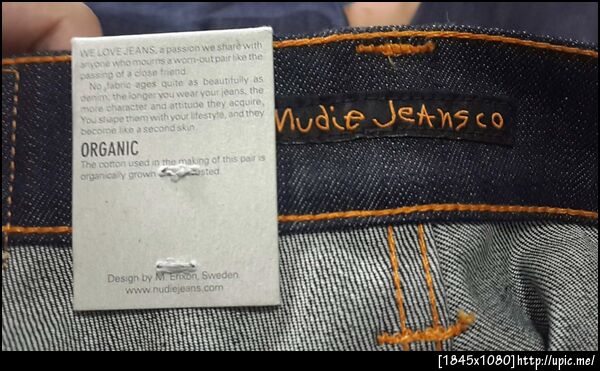 WE LOVE JEANS, a passion we share with
anyone who mourns a worn-out pair like the
passing of a close friend.
No fabric ages quite as beautifully as
denim; the longer you wear your jeans, the
more character and attitude they acquire.
You shape them with your lifestyle, and they
become like a second skin.
ORGANIC
The cotton used in the making of this pair is
organically grown
Design by M. Erixon, Sweden.
www.nudiejeans.com
Nudie Jeans co
[1845x1080]http://upic.me/